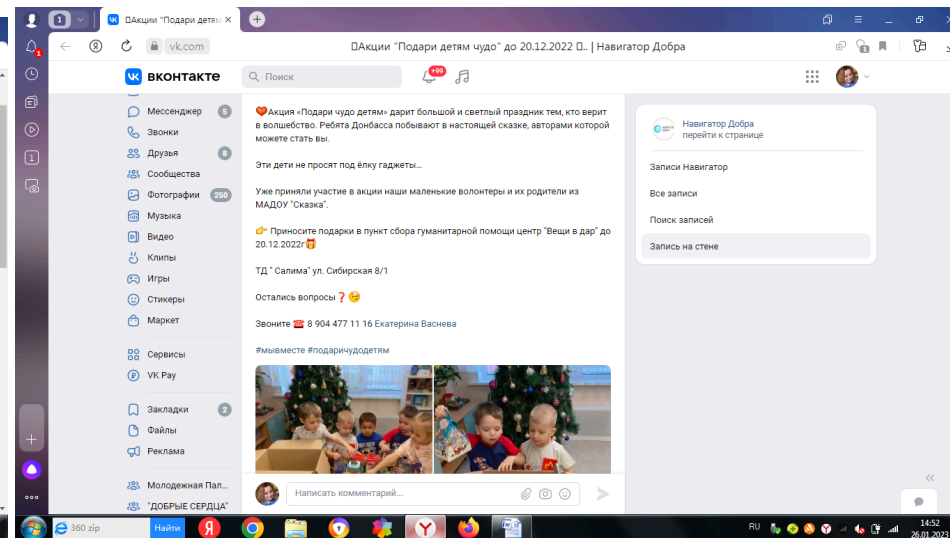 1
Акции "Подари детям
Акции "Подари детям чудо" до 20.12.2022 .. | Навигатор Добра
vk.com
1
1
вконтакте
Поиск
+99
Мессенджер 5
Звонки
Друзья 8
Сообщества
Фотографии 250
Музыка
Видео
Клипы
Игры
Стикеры
Маркет
Сервисы
VK Pay
Закладки 2
Файлы
Реклама
Молодежная Пал...
"ДОБРЫЕ СЕРДЦА"
Акция «Подари чудо детям» дарит большой и светлый праздник тем, кто верит
в волшебство. Ребята Донбасса побывают в настоящей сказке, авторами которой
можете стать вы.
Эти дети не просят под ёлку гаджеты...
Уже приняли участие в акции наши маленькие волонтеры и их родители из
МАДОУ "Сказка".
👉 Приносите подарки в пункт сбора гуманитарной помощи центр "Вещи в дар" до
20.12.2022г🎁
ТД " Салима" ул. Сибирская 8/1
Остались вопросы ❓ 😉
Звоните ☎ 8 904 477 11 16 Екатерина Васнева
#мывместе #подаричудодетям
Написать комментарий...
Навигатор Добра
перейти к странице
Записи Навигатор
Все записи
Поиск записей
Запись на стене
360 zip
Найти
RU
14:52
26.01.2023